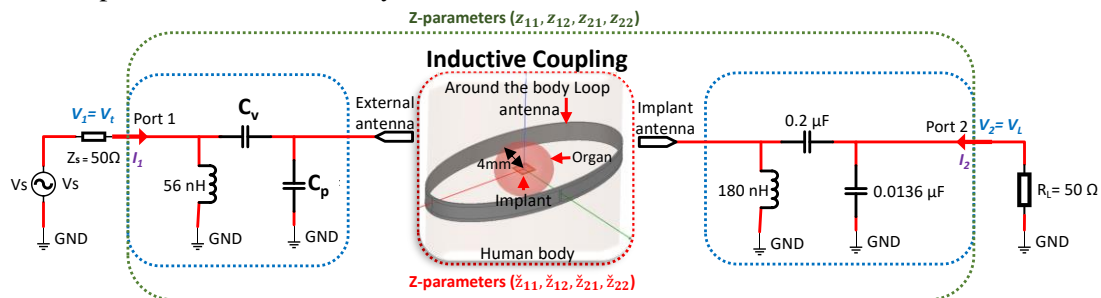 Z-parameters (z₁₁, z₁₂, z₂₁, z₂₂)
Inductive Coupling
Around the body Loop
antenna
External
antenna
Implant
antenna
V₁= Vₜ
Port 1
Cᵥ
Zₛ= 50Ω
I₁
Vs
Vs
56 nH
Cₚ
GND
GND
GND
4mm
Organ
Implant
Human body
0.2 µF
Port 2
V₂= V_L
I₂
180 nH
0.0136 µF
R_L= 50 Ω
GND
GND
GND
Z-parameters (ž₁₁, ž₁₂, ž₂₁, ž₂₂)